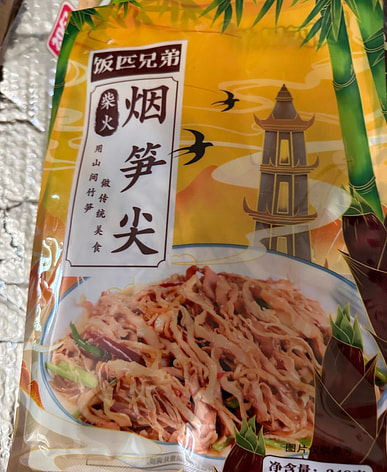 饭匹兄弟
柴火
烟笋尖
用山间竹笋
做传统美食
图片
净含量: